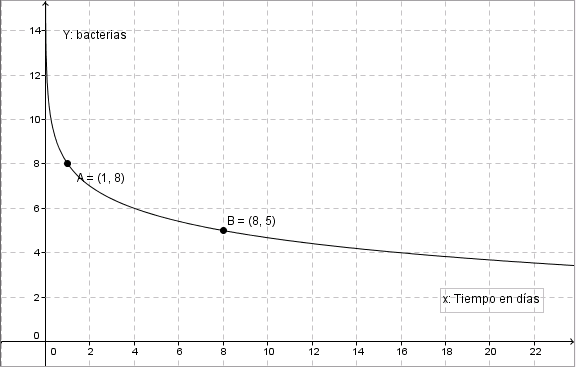 14
Y: bacterias
12
10
8
A = (1, 8)
6
B = (8, 5)
4
2
x: Tiempo en días
0
0 2 4 6 8 10 12 14 16 18 20 22